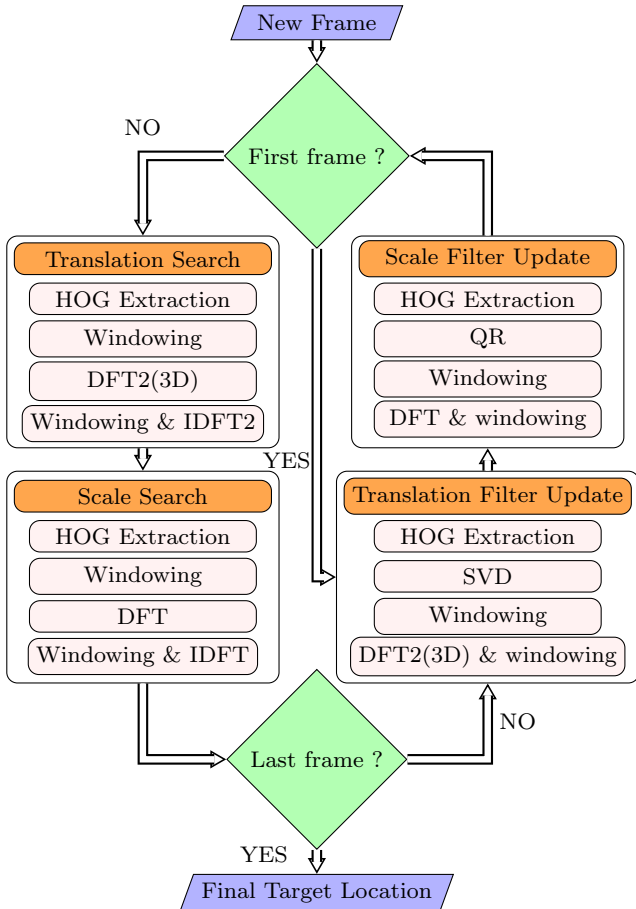 New Frame
First frame ?
NO
Translation Search
HOG Extraction
Windowing
DFT2(3D)
Windowing & IDFT2
Scale Search
HOG Extraction
Windowing
DFT
Windowing & IDFT
YES
Scale Filter Update
HOG Extraction
QR
Windowing
DFT & windowing
Translation Filter Update
HOG Extraction
SVD
Windowing
DFT2(3D) & windowing
Last frame ?
NO
YES
Final Target Location